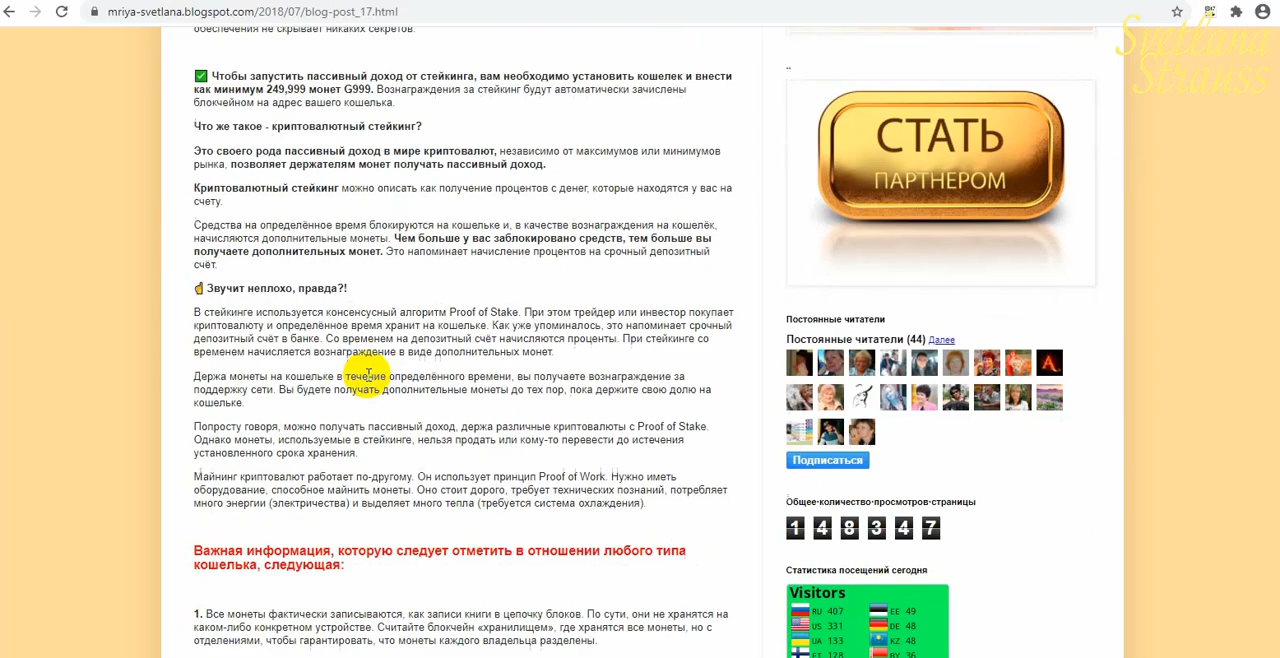 mriya-svetlana.blogspot.com/2018/07/blog-post_17.html
Svetlana
Strauss
обеспечения не скрывает никаких секретов.
Чтобы запустить пассивный доход от стейкинга, вам необходимо установить кошелек и внести
как минимум 249,999 монет G999. Вознаграждения за стейкинг будут автоматически зачислены
блокчейном на адрес вашего кошелька.
Что же такое - криптовалютный стейкинг?
Это своего рода пассивный доход в мире криптовалют, независимо от максимумов или минимумов
рынка, позволяет держателям монет получать пассивный доход.
Криптовалютный стейкинг можно описать как получение процентов с денег, которые находятся у вас на
счету.
Средства на определённое время блокируются на кошельке и, в качестве вознаграждения на кошелёк,
начисляются дополнительные монеты. Чем больше у вас заблокировано средств, тем больше вы
получаете дополнительных монет. Это напоминает начисление процентов на срочный депозитный
счёт.
Звучит неплохо, правда?!
В стейкинге используется консенсусный алгоритм Proof of Stake. При этом трейдер или инвестор покупает
криптовалюту и определённое время хранит на кошельке. Как уже упоминалось, это напоминает срочный
депозитный счёт в банке. Со временем на депозитный счёт начисляются проценты. При стейкинге со
временем начисляется вознаграждение в виде дополнительных монет.
Держа монеты на кошельке в течение определённого времени, вы получаете вознаграждение за
поддержку сети. Вы будете получать дополнительные монеты до тех пор, пока держите свою долю на
кошельке.
Попросту говоря, можно получать пассивный доход, держа различные криптовалюты с Proof of Stake.
Однако монеты, используемые в стейкинге, нельзя продать или кому-то перевести до истечения
установленного срока хранения.
Майнинг криптовалют работает по-другому. Он использует принцип Proof of Work. Нужно иметь
оборудование, способное майнить монеты. Оно стоит дорого, требует технических познаний, потребляет
много энергии (электричества) и выделяет много тепла (требуется система охлаждения).
Важная информация, которую следует отметить в отношении любого типа
кошелька, следующая:
1. Все монеты фактически записываются, как записи книги в цепочку блоков. По сути, они не хранятся на
каком-либо конкретном устройстве. Считайте блокчейн «хранилищем», где хранятся все монеты, но с
отделениями, чтобы гарантировать, что монеты каждого владельца разделены.
..
СТАТЬ
ПАРТНЕРОМ
Постоянные читатели
Постоянные читатели (44) Далее
Подписаться
Общее-количество-просмотров-страницы
1 4 8 3 4 7
Статистика посещений сегодня
Visitors
RU 407 EE 49
US 331 DE 48
UA 133 KZ 48
FI 128 BY 36